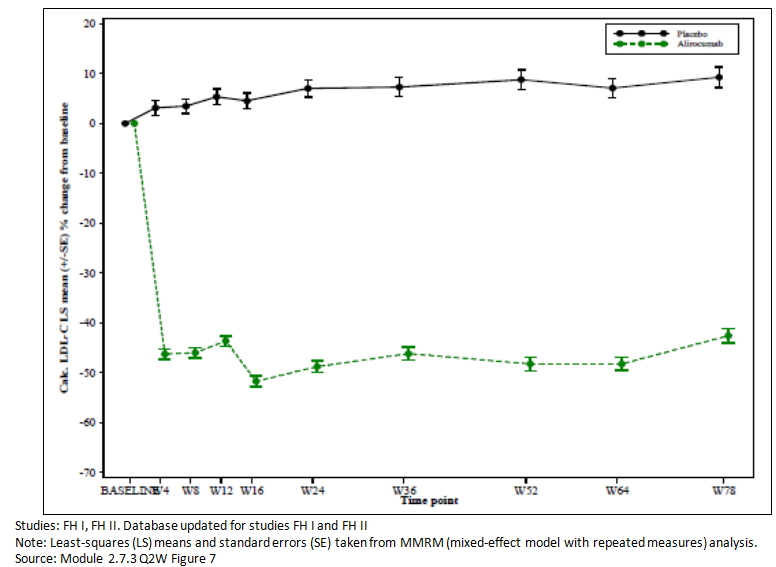 20
10
0
-10
-20
-30
-40
-50
-60
-70
Calc. LDL-C LS mean (+/-SE) % change from baseline
Placebo
Alirocumab
BASELINE W4 W8 W12 W16 W24 W36 W52 W64 W78
Time point
Studies: FH I, FH II. Database updated for studies FH I and FH II
Note: Least-squares (LS) means and standard errors (SE) taken from MMRM (mixed-effect model with repeated measures) analysis.
Source: Module 2.7.3 Q2W Figure 7